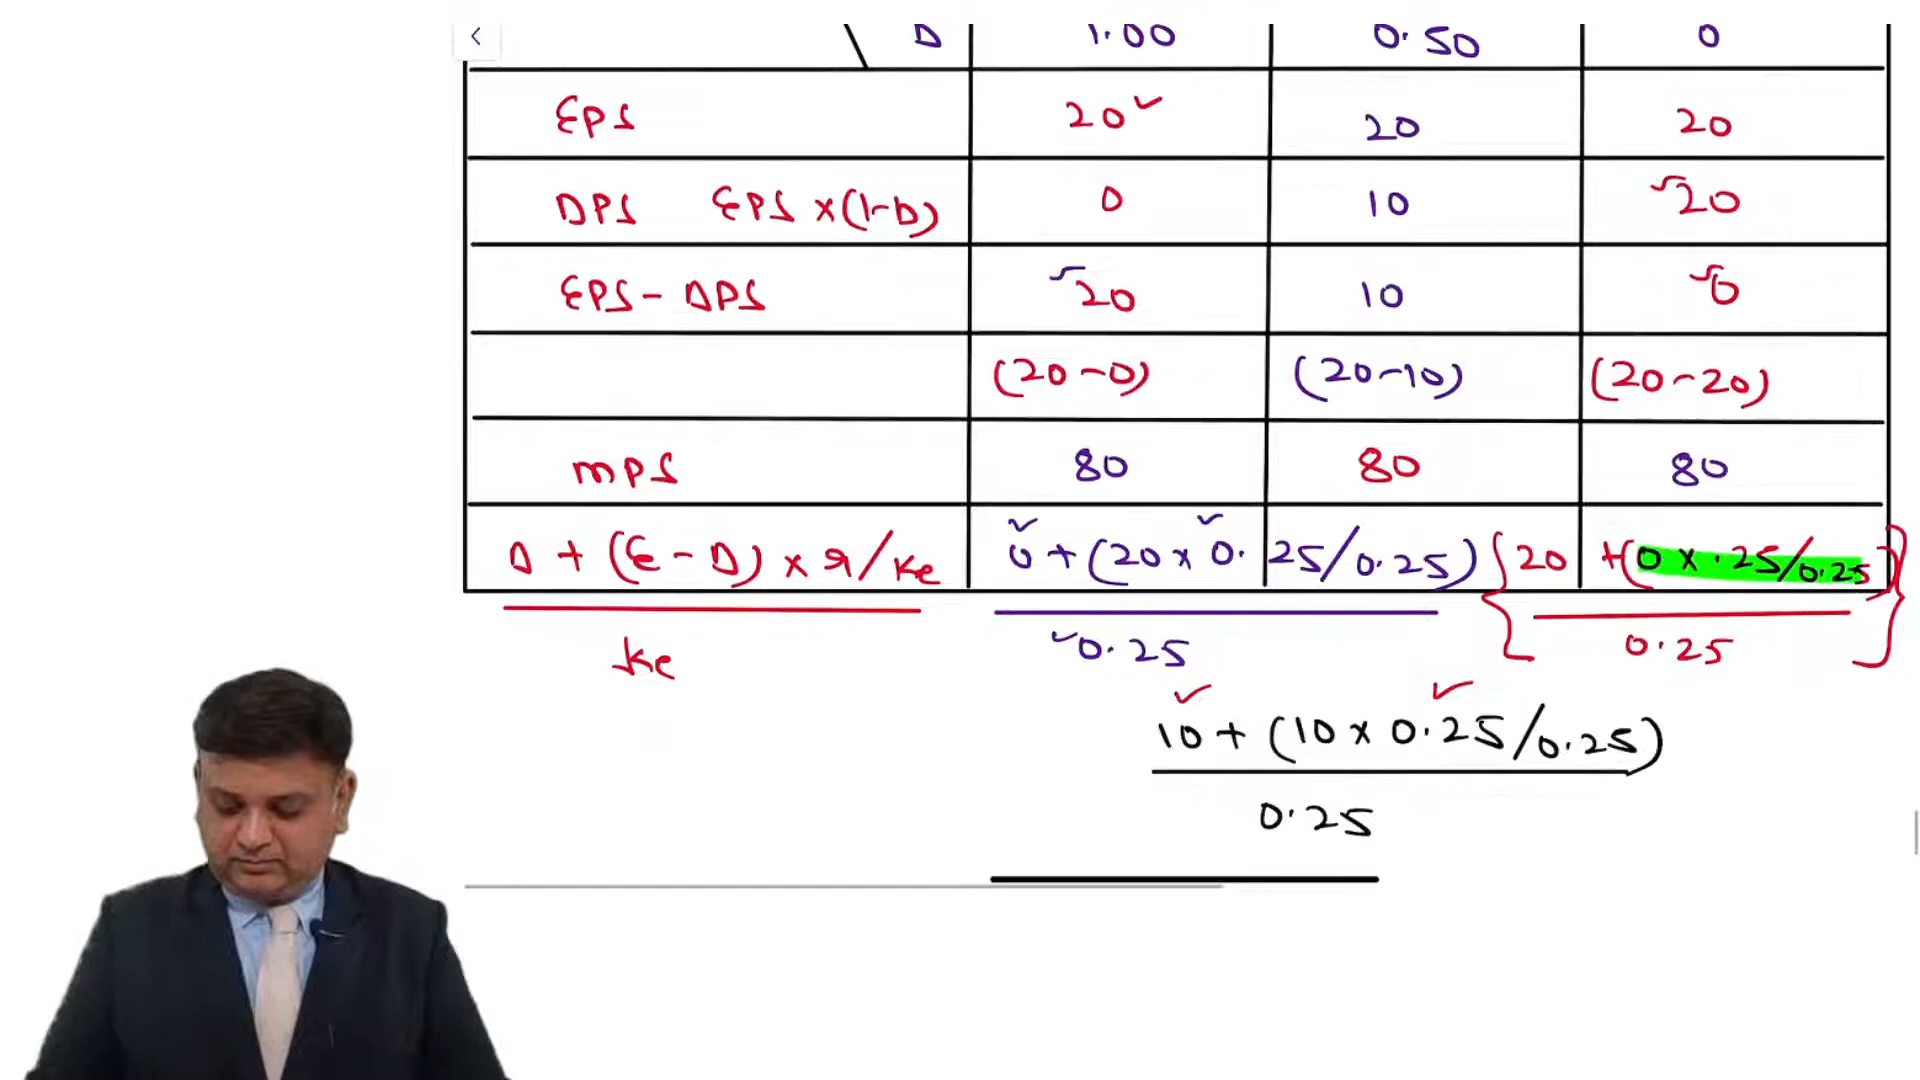 b 1.00 0.50 0
EPS 20 20 20
DPS EPS × (1-b) 0 10 20
EPS - DPS 20 10 0
(20-0) (20-10) (20-20)
MPS 80 80 80
D + (E - D) × r/Ke 0 + (20 × 0.25/0.25) { 20 + (0 × .25/0.25) }
Ke 0.25 0.25
10 + (10 × 0.25/0.25)
0.25